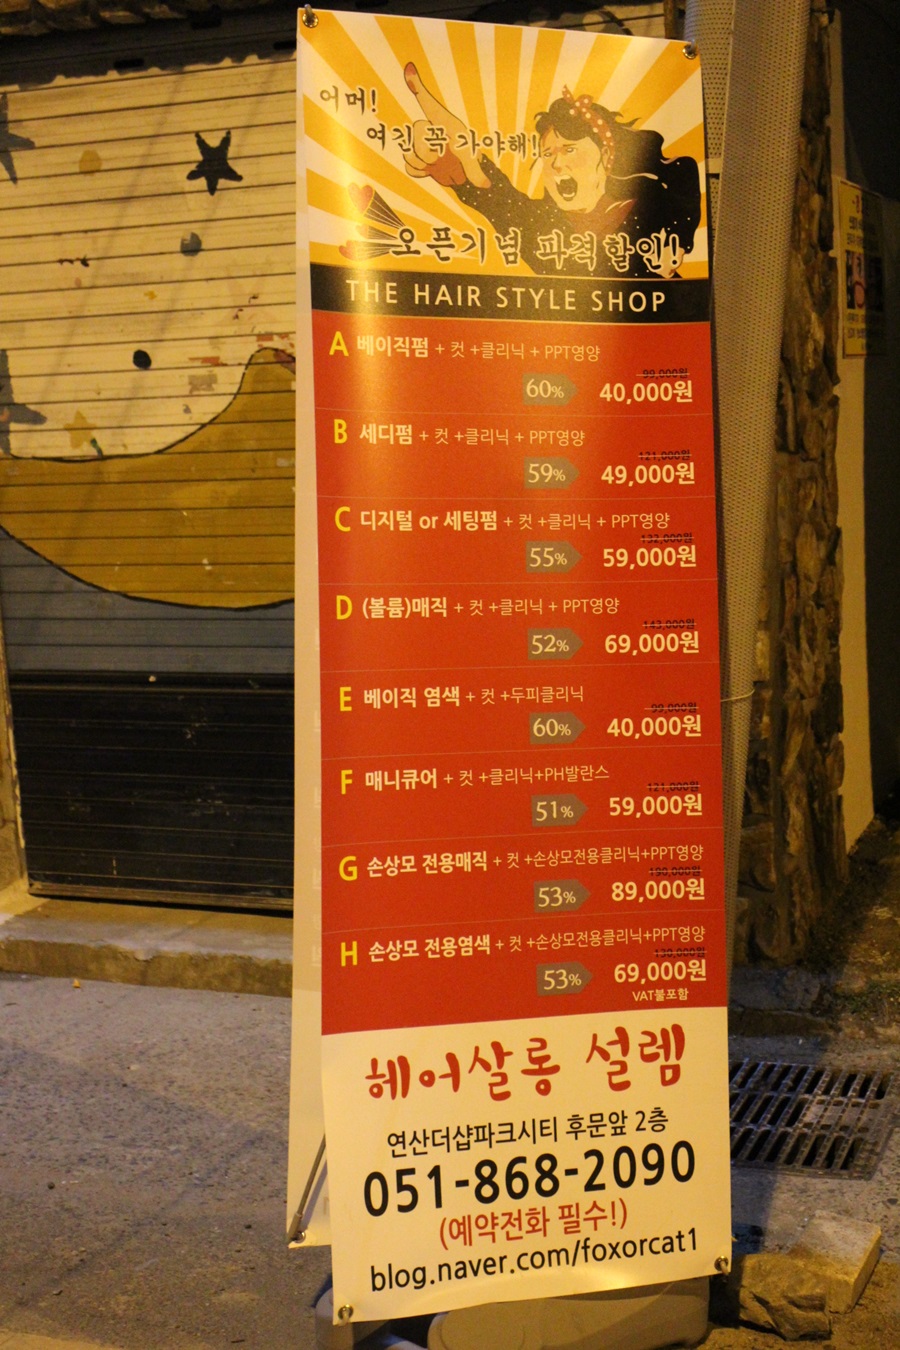 어머!
여긴 꼭 가야해!
오픈기념 파격할인!
THE HAIR STYLE SHOP
A 베이직펌 + 컷 +클리닉 + PPT영양
99,000원
60% 40,000원
B 세디펌 + 컷 +클리닉 + PPT영양
121,000원
59% 49,000원
C 디지털 or 세팅펌 + 컷 +클리닉 + PPT영양
132,000원
55% 59,000원
D (볼륨)매직 + 컷 +클리닉 + PPT영양
143,000원
52% 69,000원
E 베이직 염색 + 컷 +두피클리닉
99,000원
60% 40,000원
F 매니큐어 + 컷 +클리닉+PH발란스
121,000원
51% 59,000원
G 손상모 전용매직 + 컷 +손상모전용클리닉+PPT영양
190,000원
53% 89,000원
H 손상모 전용염색 + 컷 +손상모전용클리닉+PPT영양
130,000원
53% 69,000원
VAT불포함
헤어살롱 설렘
연산더샵파크시티 후문앞 2층
051-868-2090
(예약전화 필수!)
blog.naver.com/foxorcat1